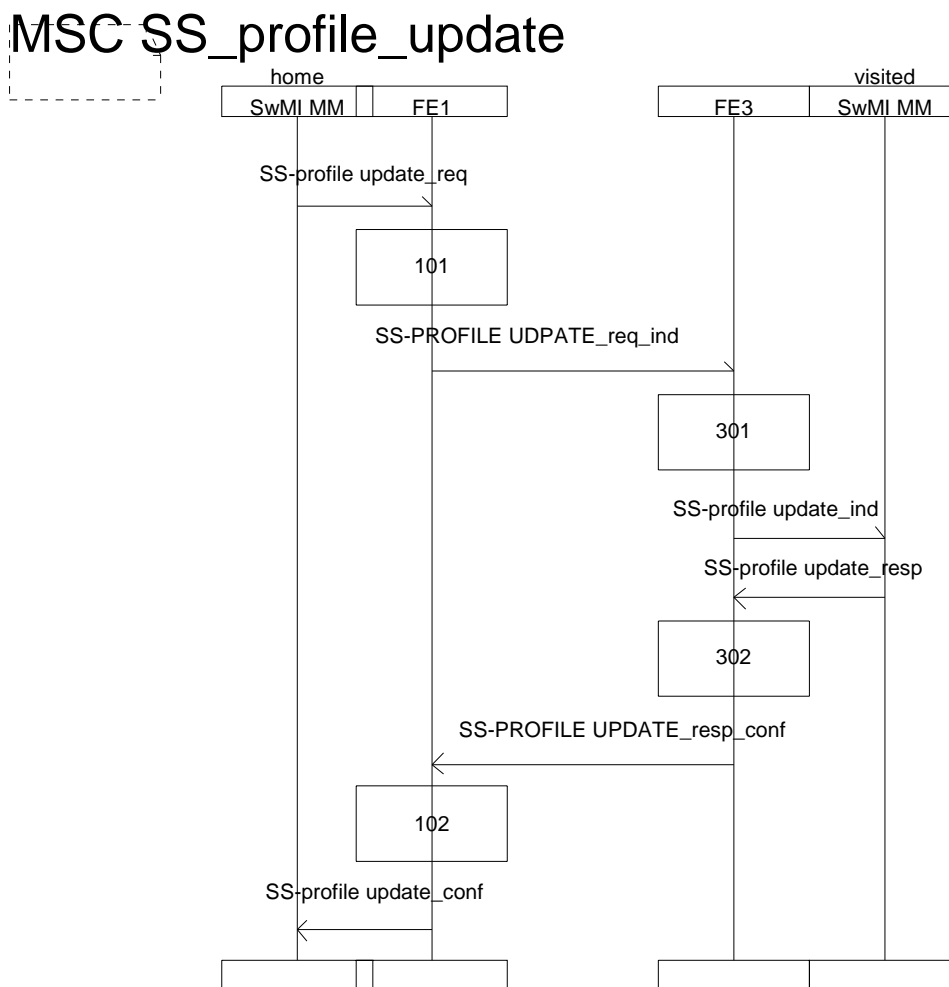 MSC SS_profile_update
home
visited
SwMI MM
FE1
FE3
SwMI MM
SS-profile update_req
101
SS-PROFILE UDPATE_req_ind
301
SS-profile update_ind
SS-profile update_resp
302
SS-PROFILE UPDATE_resp_conf
102
SS-profile update_conf